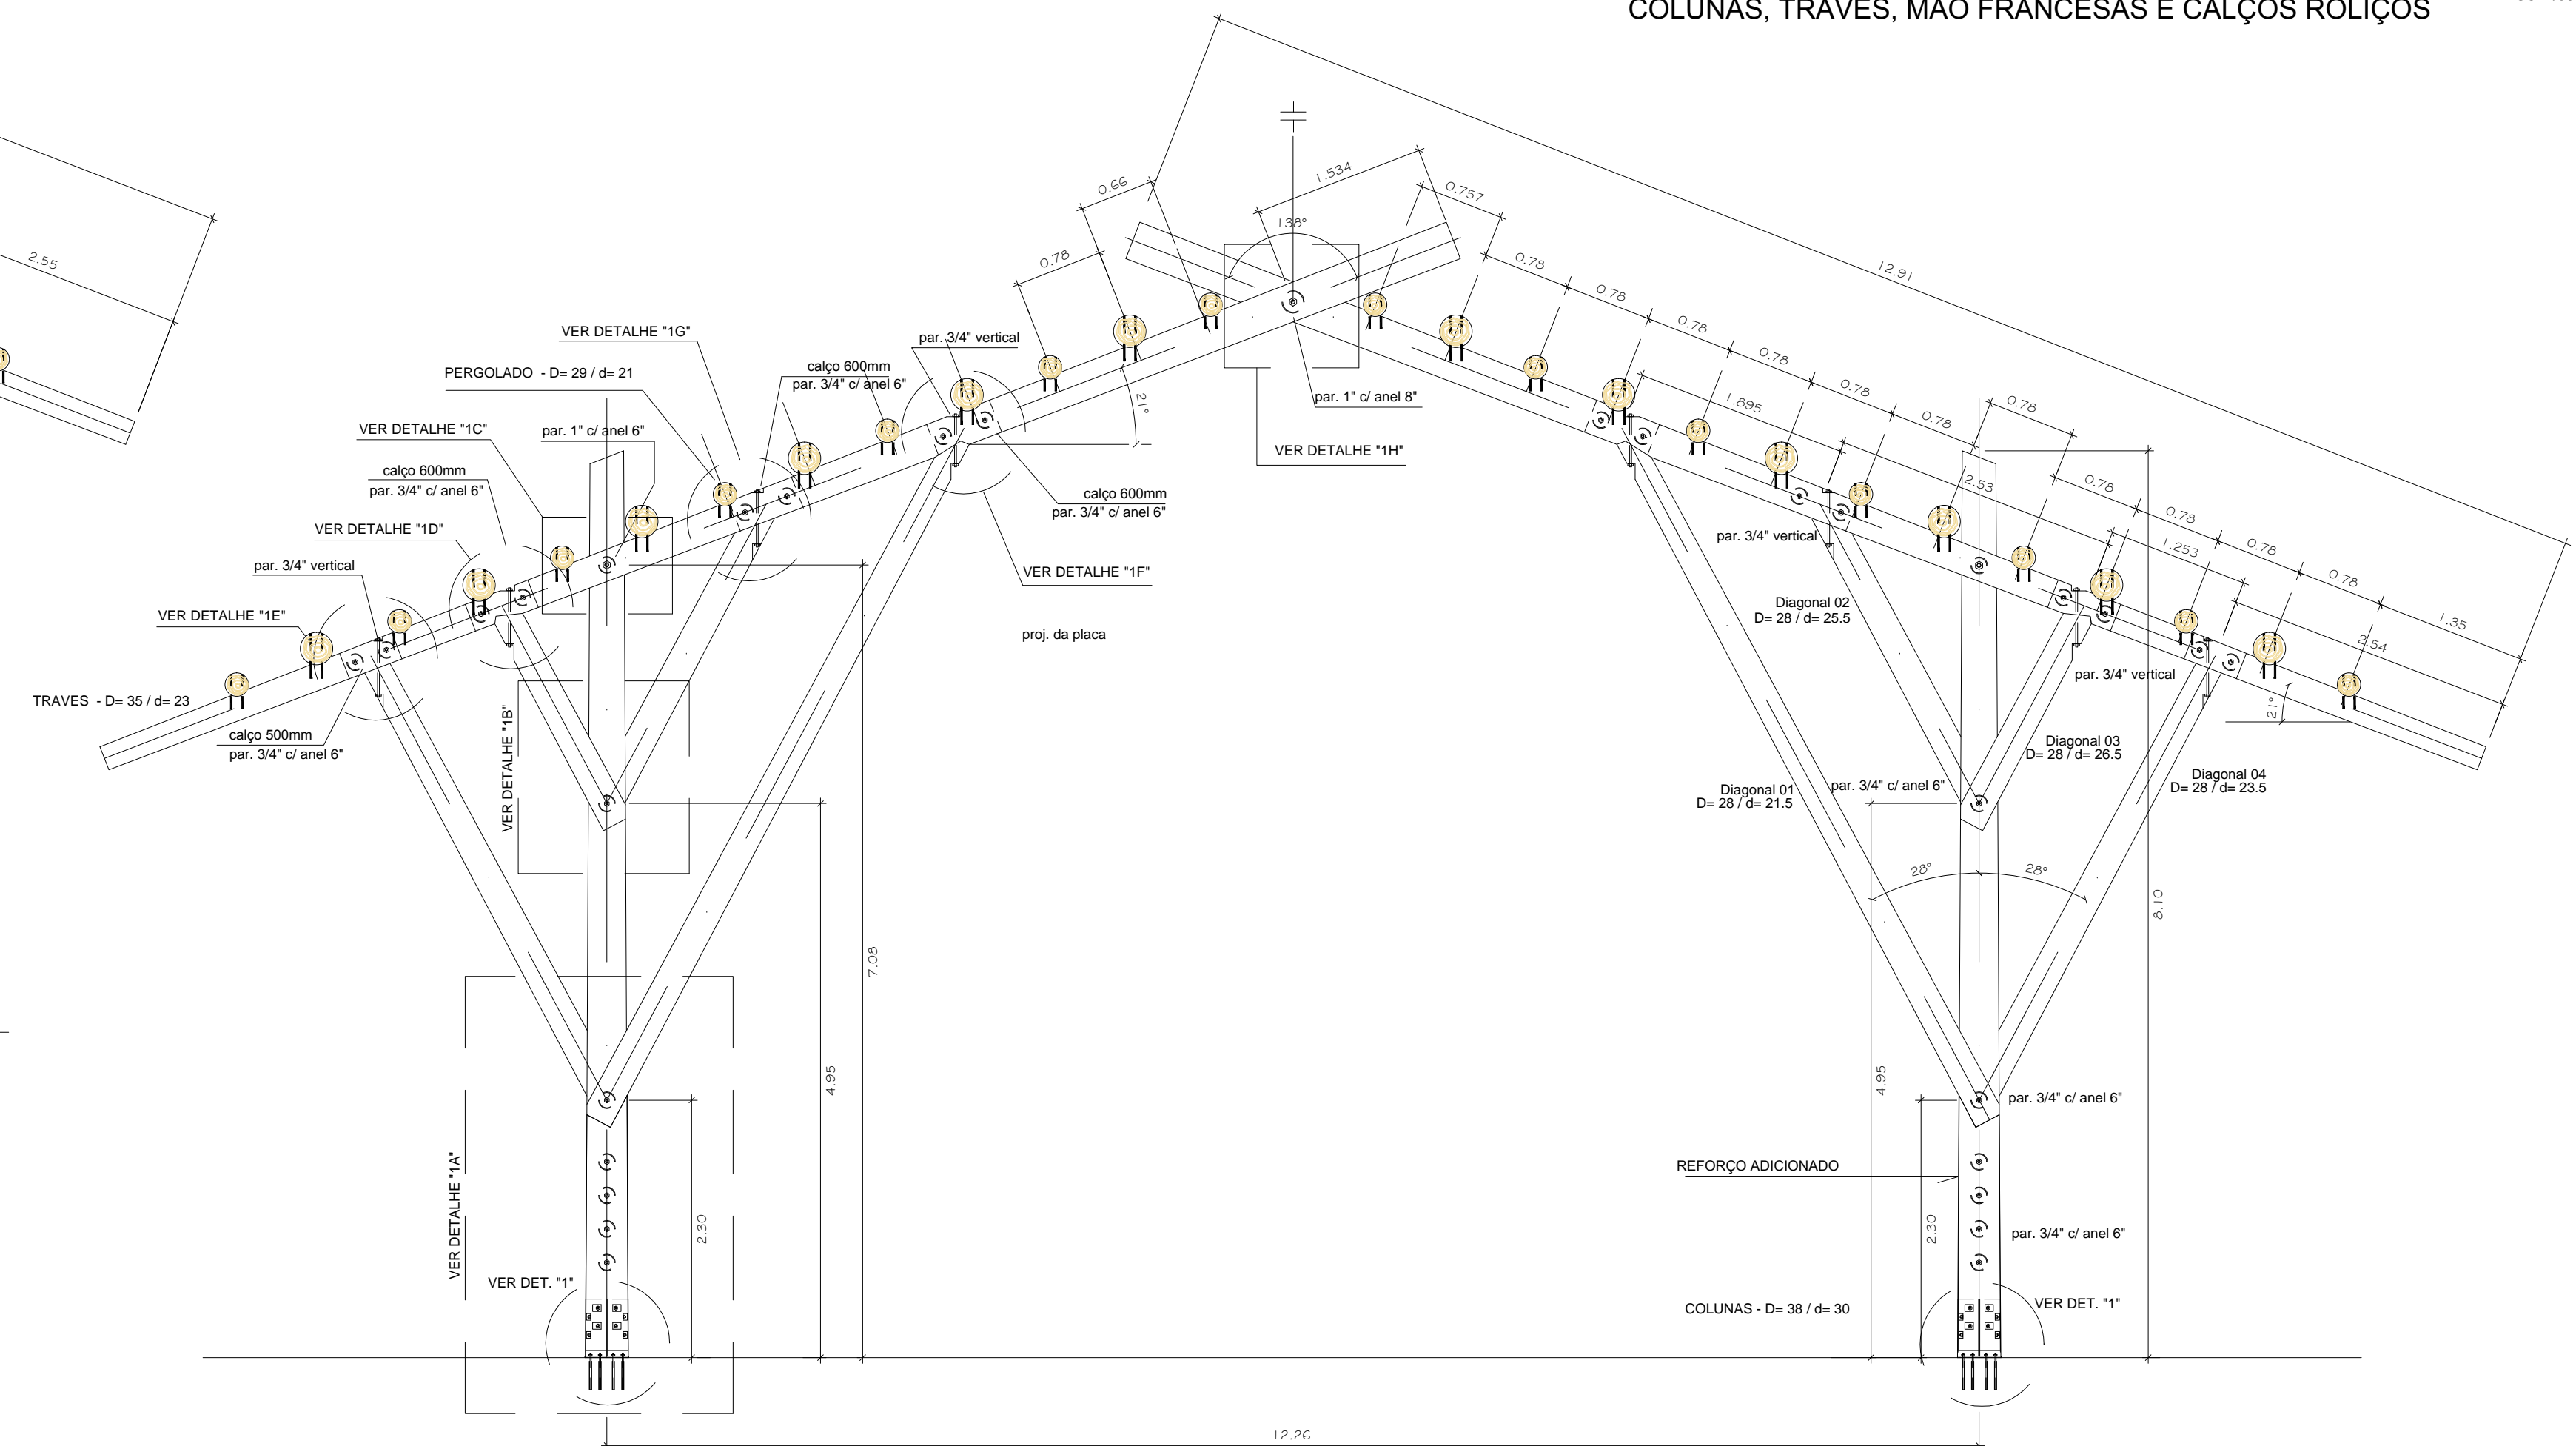 COLUNAS, TRAVES, MAO FRANCESAS E CALÇOS ROLIÇOS
2.55
12.91
0.66
0.78
1.534
0.757
138°
0.78
0.78
0.78
0.78
0.78
0.78
0.78
1.895
2.53
0.78
0.78
0.78
0.78
1.253
1.35
2.54
21°
21°
VER DETALHE "1G"
PERGOLADO - D= 29 / d= 21
VER DETALHE "1C"
par. 1" c/ anel 6"
calço 600mm
par. 3/4" c/ anel 6"
par. 3/4" vertical
calço 600mm
par. 3/4" c/ anel 6"
VER DETALHE "1D"
par. 3/4" vertical
VER DETALHE "1E"
TRAVES - D= 35 / d= 23
calço 500mm
par. 3/4" c/ anel 6"
par. 1" c/ anel 8"
VER DETALHE "1H"
calço 600mm
par. 3/4" c/ anel 6"
VER DETALHE "1F"
proj. da placa
VER DETALHE "1B"
VER DETALHE "1A"
VER DET. "1"
2.30
4.95
7.08
par. 3/4" vertical
Diagonal 02
D= 28 / d= 25.5
par. 3/4" vertical
Diagonal 03
D= 28 / d= 26.5
Diagonal 04
D= 28 / d= 23.5
Diagonal 01
D= 28 / d= 21.5
par. 3/4" c/ anel 6"
28°
28°
8.10
4.95
2.30
par. 3/4" c/ anel 6"
REFORÇO ADICIONADO
par. 3/4" c/ anel 6"
COLUNAS - D= 38 / d= 30
VER DET. "1"
12.26